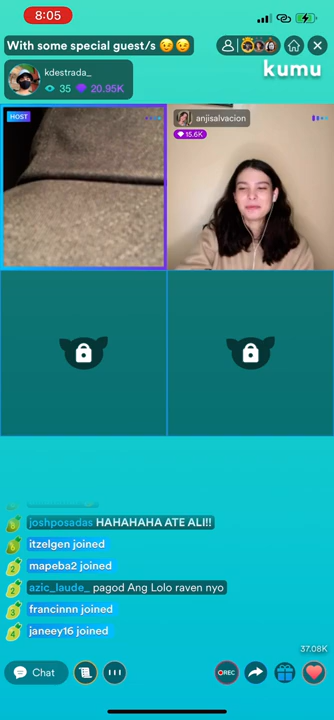 8:05
With some special guest/s 😉😉
kumu
kdestrada_
35 20.95K
HOST
anjisalvacion
15.6K
joshposadas HAHAHAHA ATE ALI!!
itzelgen joined
mapeba2 joined
azic_laude_ pagod Ang Lolo raven nyo
francinnn joined
janeey16 joined
37.08K
Chat
REC